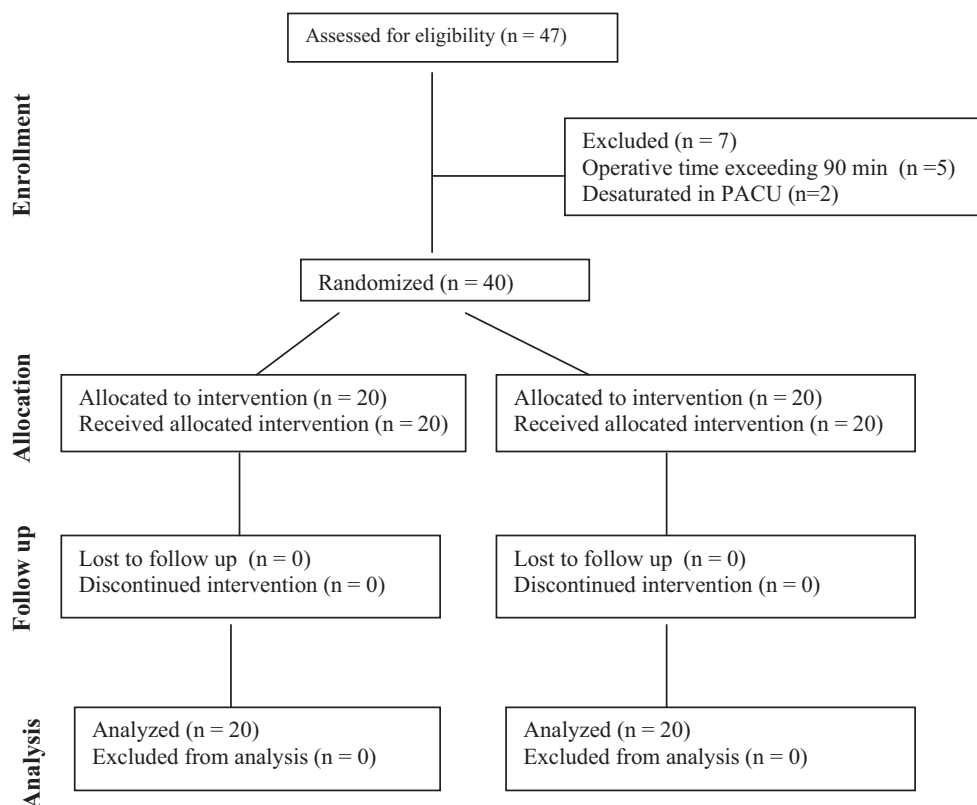 Assessed for eligibility (n = 47)
Enrollment
Excluded (n = 7)
Operative time exceeding 90 min (n =5)
Desaturated in PACU (n=2)
Randomized (n = 40)
Allocation
Allocated to intervention (n = 20)
Received allocated intervention (n = 20)
Allocated to intervention (n = 20)
Received allocated intervention (n = 20)
Follow up
Lost to follow up (n = 0)
Discontinued intervention (n = 0)
Lost to follow up (n = 0)
Discontinued intervention (n = 0)
Analysis
Analyzed (n = 20)
Excluded from analysis (n = 0)
Analyzed (n = 20)
Excluded from analysis (n = 0)